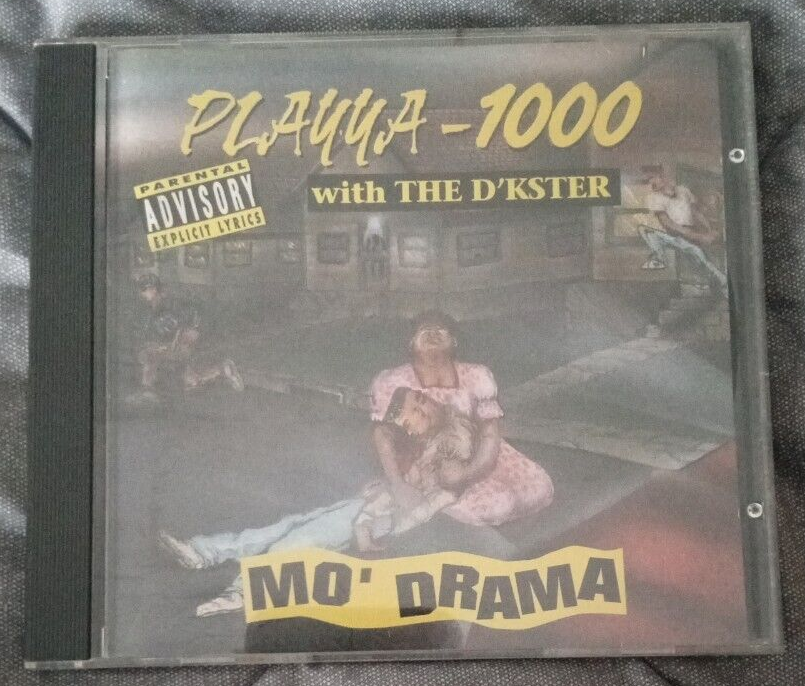 PLAYYA-1000
with THE D'KSTER
PARENTAL
ADVISORY
EXPLICIT LYRICS
MO' DRAMA